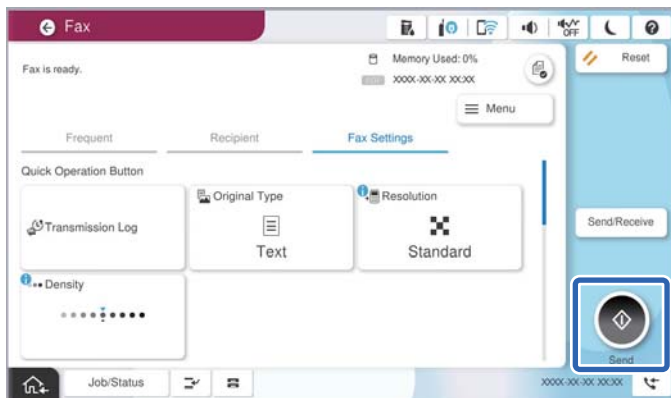 Fax
OFF
?
Fax is ready.
Memory Used: 0%
XXXX-XX-XX XX:XX
Reset
Menu
Frequent
Recipient
Fax Settings
Quick Operation Button
Transmission Log
Original Type
Text
i
Resolution
Standard
Send/Receive
i
Density
Send
Job/Status
XXXX-XX-XX XX:XX